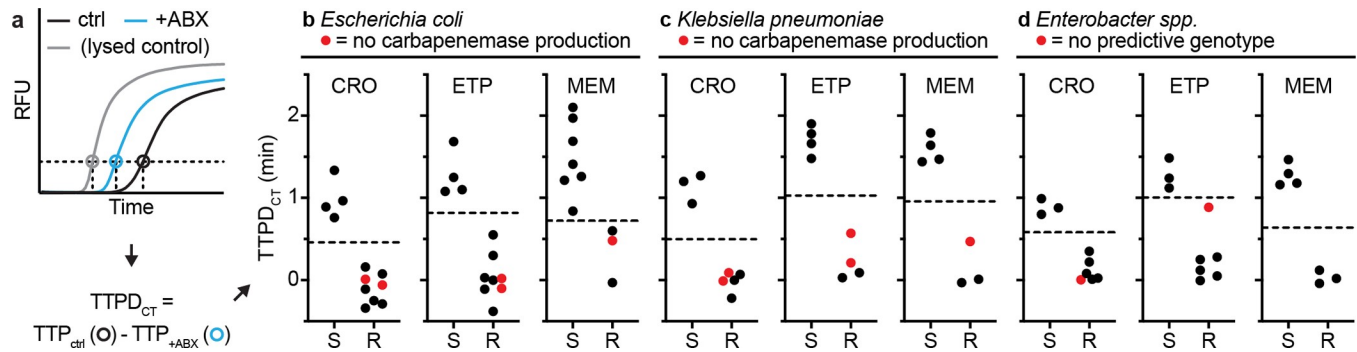 a
ctrl +ABX
(lysed control)
RFU
Time
TTPD_CT =
TTP_ctrl (O) - TTP_+ABX (O)
b Escherichia coli
● = no carbapenemase production
CRO ETP MEM
TTPD_CT (min)
2
1
0
S R S R S R
c Klebsiella pneumoniae
● = no carbapenemase production
CRO ETP MEM
S R S R S R
d Enterobacter spp.
● = no predictive genotype
CRO ETP MEM
S R S R S R